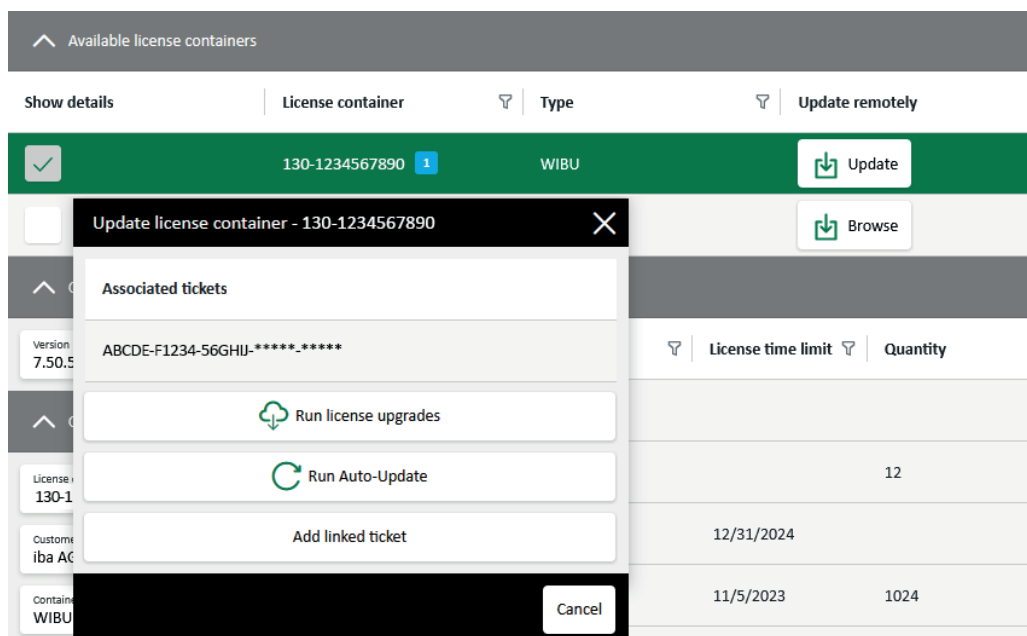 Available license containers
Show details License container Type Update remotely
130-1234567890 1 WIBU Update
Update license container - 130-1234567890
Browse
Associated tickets
ABCDE-F1234-56GHIJ-*****-*****
Version
7.50.5
License time limit Quantity
Run license upgrades
License
130-1
Run Auto-Update
12
Custome
iba AG
Add linked ticket
12/31/2024
Containe
WIBU
Cancel
11/5/2023 1024